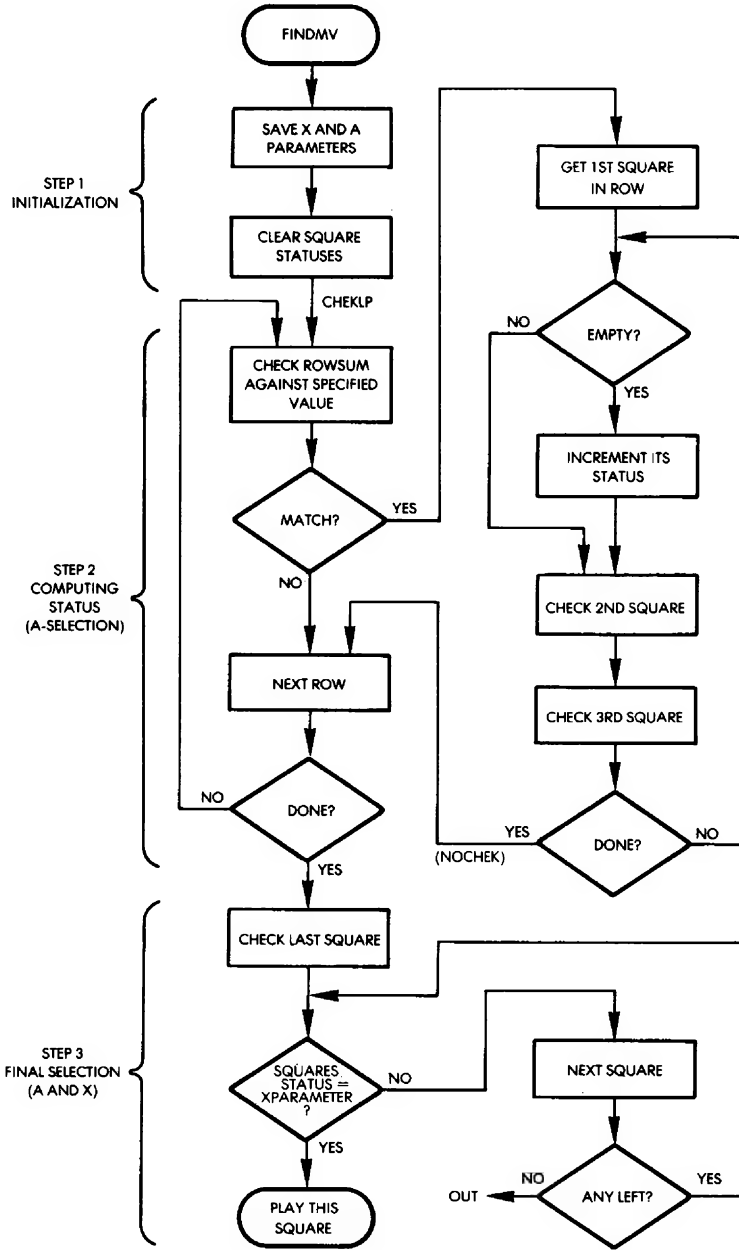 FINDMV
STEP 1
INITIALIZATION
SAVE X AND A
PARAMETERS
CLEAR SQUARE
STATUSES
CHEKLP
STEP 2
COMPUTING
STATUS
(A-SELECTION)
CHECK ROWSUM
AGAINST SPECIFIED
VALUE
MATCH?
YES
NO
NEXT ROW
DONE?
NO
YES
GET 1ST SQUARE
IN ROW
EMPTY?
NO
YES
INCREMENT ITS
STATUS
CHECK 2ND SQUARE
CHECK 3RD SQUARE
DONE?
YES
(NOCHEK)
NO
STEP 3
FINAL SELECTION
(A AND X)
CHECK LAST SQUARE
SQUARES
STATUS =
XPARAMETER
?
NO
YES
PLAY THIS
SQUARE
NEXT SQUARE
ANY LEFT?
NO
OUT
YES